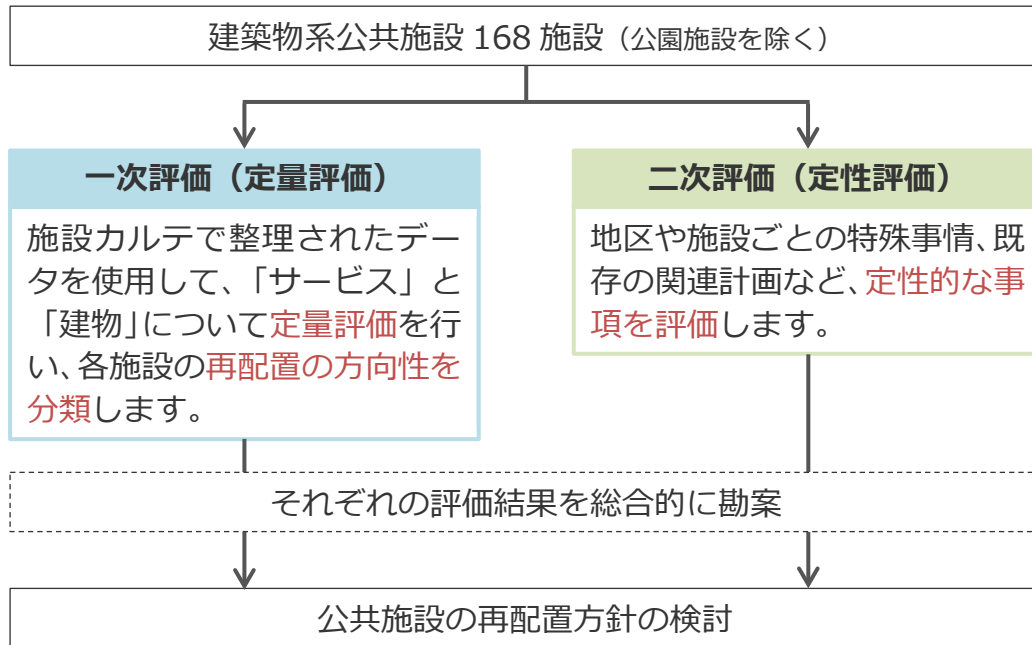 建築物系公共施設 168 施設（公園施設を除く）
一次評価（定量評価）
施設カルテで整理されたデー
タを使用して、「サービス」と
「建物」について定量評価を行
い、各施設の再配置の方向性を
分類します。
二次評価（定性評価）
地区や施設ごとの特殊事情、既
存の関連計画など、定性的な事
項を評価します。
それぞれの評価結果を総合的に勘案
公共施設の再配置方針の検討